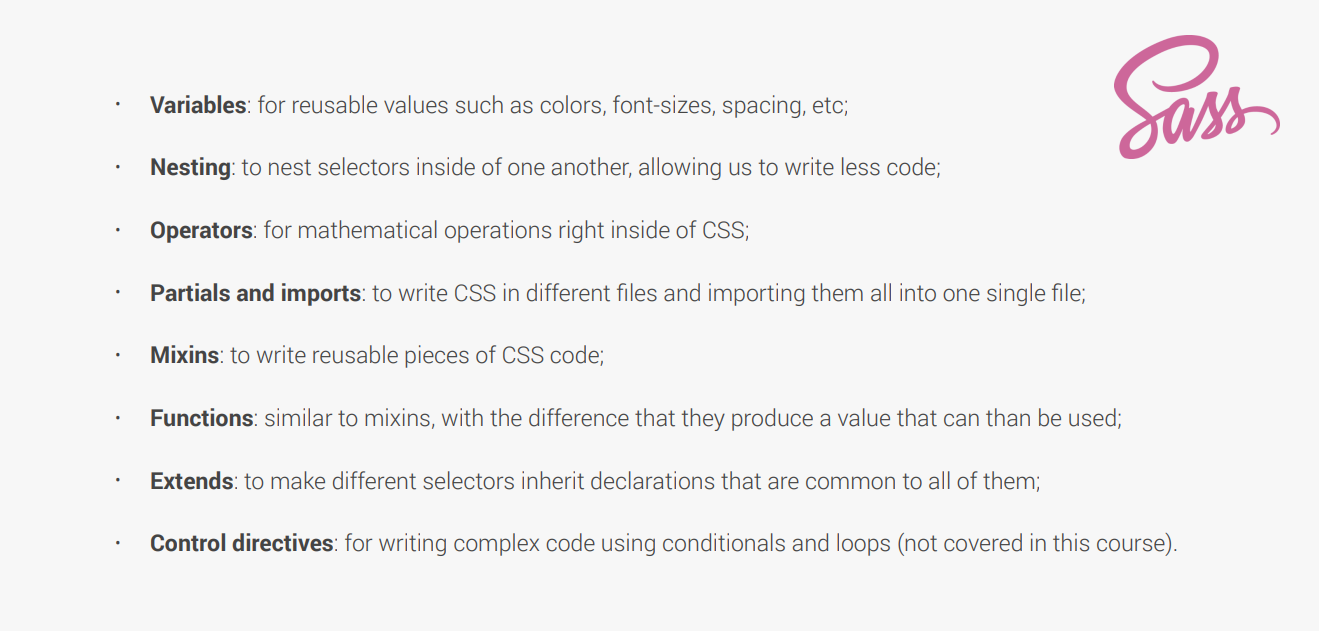 Sass
• Variables: for reusable values such as colors, font-sizes, spacing, etc;
• Nesting: to nest selectors inside of one another, allowing us to write less code;
• Operators: for mathematical operations right inside of CSS;
• Partials and imports: to write CSS in different files and importing them all into one single file;
• Mixins: to write reusable pieces of CSS code;
• Functions: similar to mixins, with the difference that they produce a value that can than be used;
• Extends: to make different selectors inherit declarations that are common to all of them;
• Control directives: for writing complex code using conditionals and loops (not covered in this course).